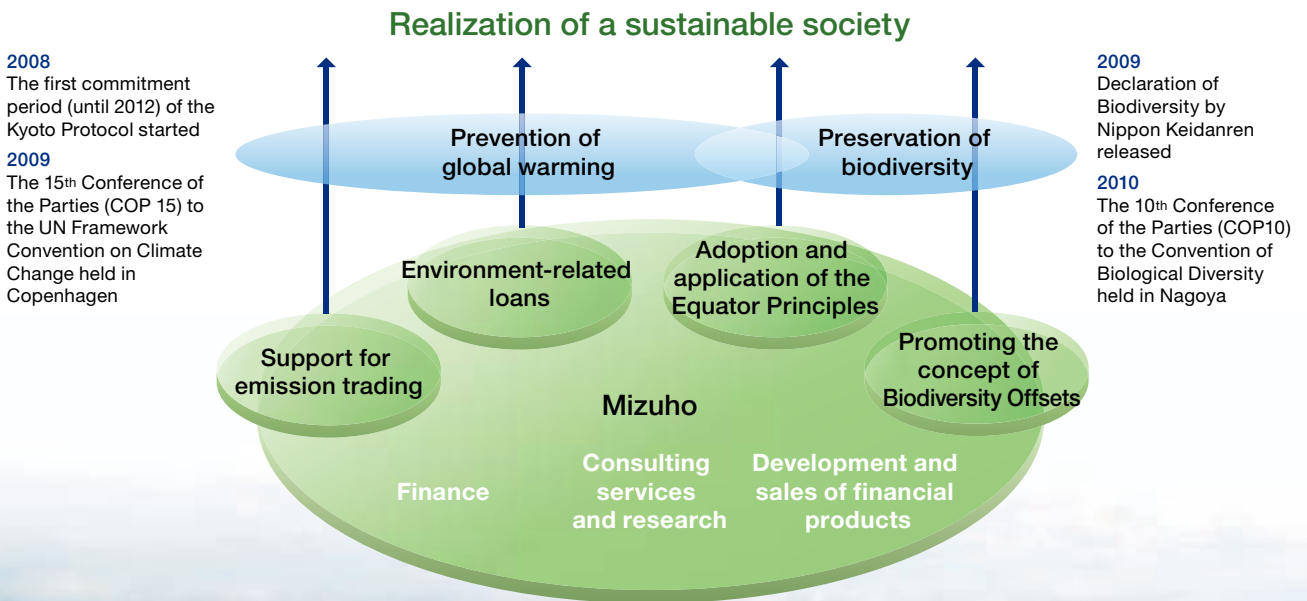 Realization of a sustainable society
2008
The first commitment
period (until 2012) of the
Kyoto Protocol started
2009
The 15th Conference of
the Parties (COP 15) to
the UN Framework
Convention on Climate
Change held in
Copenhagen
Prevention of
global warming
Preservation of
biodiversity
2009
Declaration of
Biodiversity by
Nippon Keidanren
released
2010
The 10th Conference
of the Parties (COP10)
to the Convention of
Biological Diversity
held in Nagoya
Support for
emission trading
Environment-related
loans
Adoption and
application of the
Equator Principles
Promoting the
concept of
Biodiversity Offsets
Mizuho
Finance
Consulting
services
and research
Development and
sales of financial
products